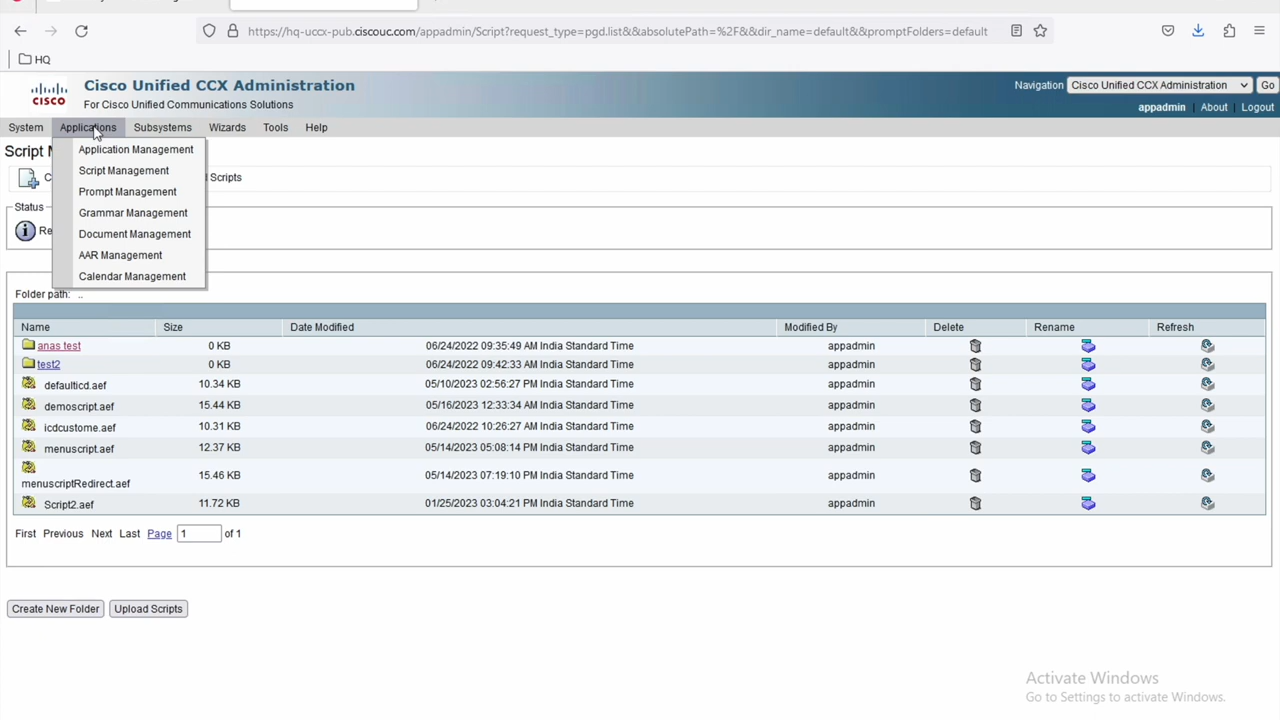 https://hq-uccx-pub.ciscouc.com/appadmin/Script?request_type=pgd.list&&absolutePath=%2F&&dir_name=default&&promptFolders=default
HQ
CISCO
Cisco Unified CCX Administration
For Cisco Unified Communications Solutions
Navigation Cisco Unified CCX Administration Go
appadmin | About | Logout
System Applications Subsystems Wizards Tools Help
Application Management
Script Management
Prompt Management
Grammar Management
Document Management
AAR Management
Calendar Management
Script
Scripts
Status
Folder path: ..
Name Size Date Modified Modified By Delete Rename Refresh
anas test 0 KB 06/24/2022 09:35:49 AM India Standard Time appadmin
test2 0 KB 06/24/2022 09:42:33 AM India Standard Time appadmin
defaulticd.aef 10.34 KB 05/10/2023 02:56:27 PM India Standard Time appadmin
demoscript.aef 15.44 KB 05/16/2023 12:33:34 AM India Standard Time appadmin
icdcustome.aef 10.31 KB 06/24/2022 10:26:27 AM India Standard Time appadmin
menuscript.aef 12.37 KB 05/14/2023 05:08:14 PM India Standard Time appadmin
menuscriptRedirect.aef 15.46 KB 05/14/2023 07:19:10 PM India Standard Time appadmin
Script2.aef 11.72 KB 01/25/2023 03:04:21 PM India Standard Time appadmin
First Previous Next Last Page 1 of 1
Create New Folder Upload Scripts
Activate Windows
Go to Settings to activate Windows.